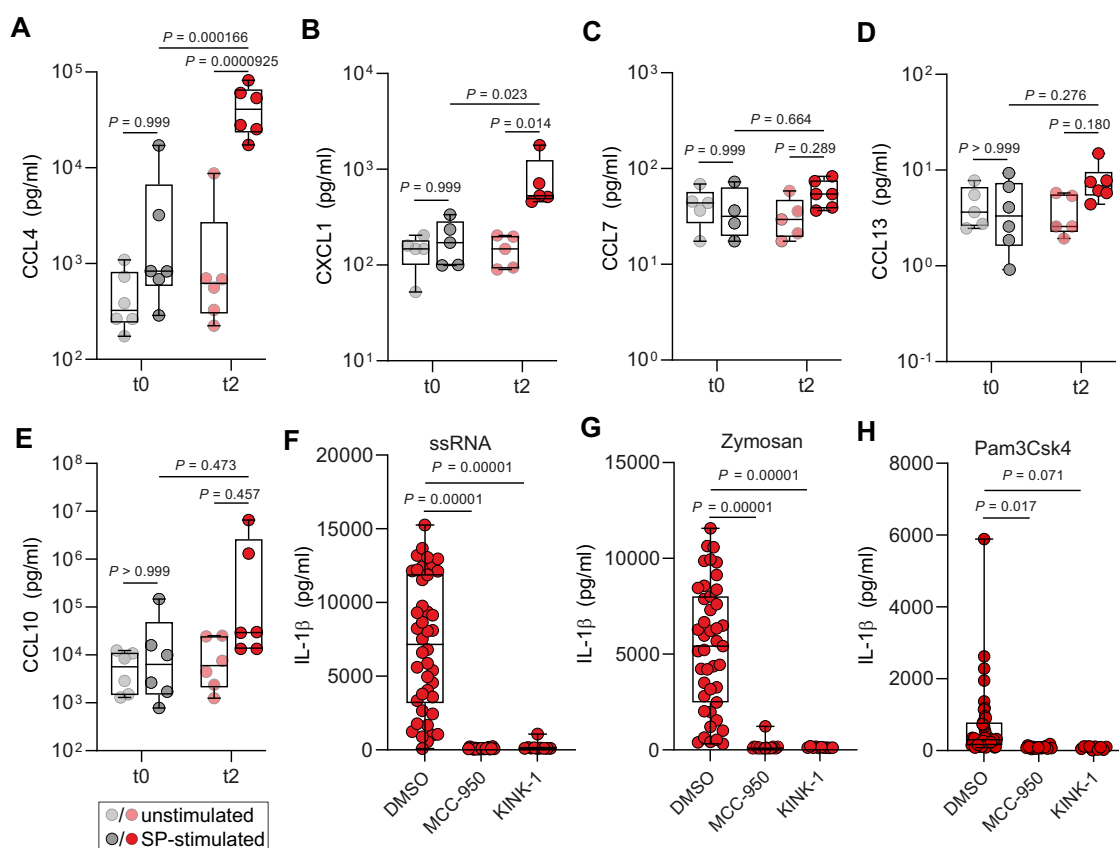 A
P = 0.000166
P = 0.0000925
P = 0.999
CCL4 (pg/ml)
10⁵
10⁴
10³
10²
t0
t2
B
P = 0.023
P = 0.014
P = 0.999
CXCL1 (pg/ml)
10⁴
10³
10²
10¹
t0
t2
C
P = 0.664
P = 0.999
P = 0.289
CCL7 (pg/ml)
10³
10²
10¹
10⁰
t0
t2
D
P = 0.276
P = 0.180
P > 0.999
CCL13 (pg/ml)
10²
10¹
10⁰
10⁻¹
t0
t2
E
P = 0.473
P = 0.457
P > 0.999
CCL10 (pg/ml)
10⁸
10⁷
10⁶
10⁵
10⁴
10³
10²
t0
t2
/ unstimulated
/ SP-stimulated
F
ssRNA
P = 0.00001
P = 0.00001
IL-1β (pg/ml)
20000
15000
10000
5000
0
DMSO
MCC-950
KINK-1
G
Zymosan
P = 0.00001
P = 0.00001
IL-1β (pg/ml)
15000
10000
5000
0
DMSO
MCC-950
KINK-1
H
Pam3Csk4
P = 0.071
P = 0.017
IL-1β (pg/ml)
8000
6000
4000
2000
0
DMSO
MCC-950
KINK-1